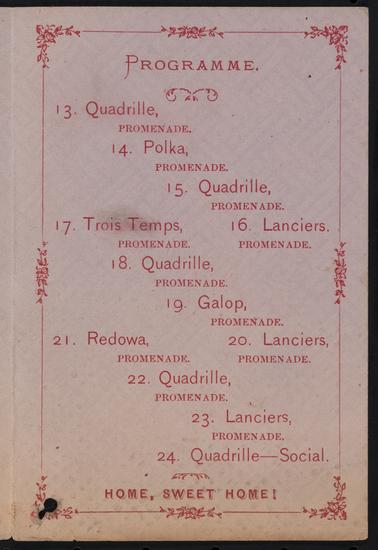 PROGRAMME.
13. Quadrille,
PROMENADE.
14. Polka,
PROMENADE.
15. Quadrille,
PROMENADE.
17. Trois Temps, 16. Lanciers.
PROMENADE. PROMENADE.
18. Quadrille,
PROMENADE.
19. Galop,
PROMENADE.
21. Redowa, 20. Lanciers,
PROMENADE. PROMENADE.
22. Quadrille,
PROMENADE.
23. Lanciers,
PROMENADE.
24. Quadrille—Social.
HOME, SWEET HOME!